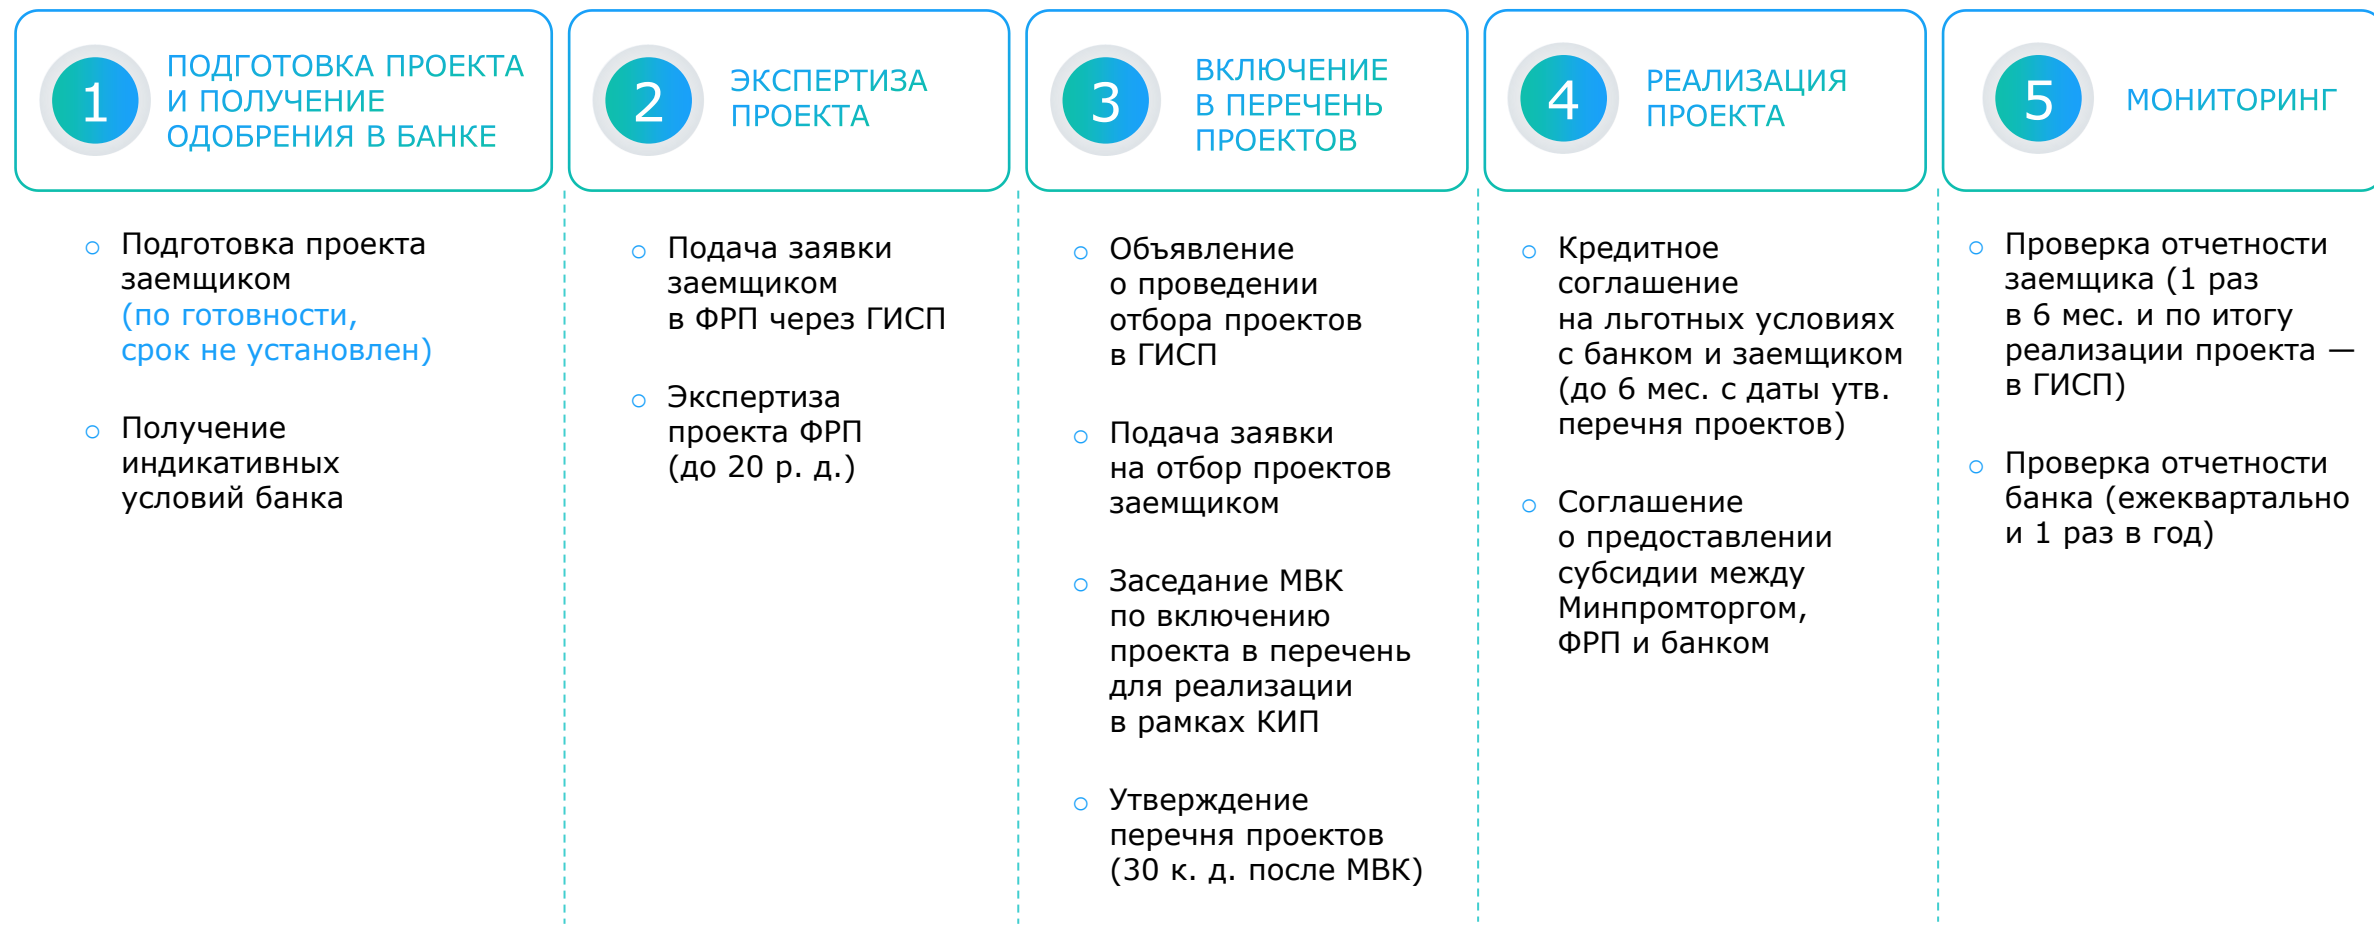 1
ПОДГОТОВКА ПРОЕКТА
И ПОЛУЧЕНИЕ
ОДОБРЕНИЯ В БАНКЕ
Подготовка проекта
заемщиком
(по готовности,
срок не установлен)
Получение
индикативных
условий банка
2
ЭКСПЕРТИЗА
ПРОЕКТА
Подача заявки
заемщиком
в ФРП через ГИСП
Экспертиза
проекта ФРП
(до 20 р. д.)
3
ВКЛЮЧЕНИЕ
В ПЕРЕЧЕНЬ
ПРОЕКТОВ
Объявление
о проведении
отбора проектов
в ГИСП
Подача заявки
на отбор проектов
заемщиком
Заседание МВК
по включению
проекта в перечень
для реализации
в рамках КИП
Утверждение
перечня проектов
(30 к. д. после МВК)
4
РЕАЛИЗАЦИЯ
ПРОЕКТА
Кредитное
соглашение
на льготных условиях
с банком и заемщиком
(до 6 мес. с даты утв.
перечня проектов)
Соглашение
о предоставлении
субсидии между
Минпромторгом,
ФРП и банком
5
МОНИТОРИНГ
Проверка отчетности
заемщика (1 раз
в 6 мес. и по итогу
реализации проекта —
в ГИСП)
Проверка отчетности
банка (ежеквартально
и 1 раз в год)